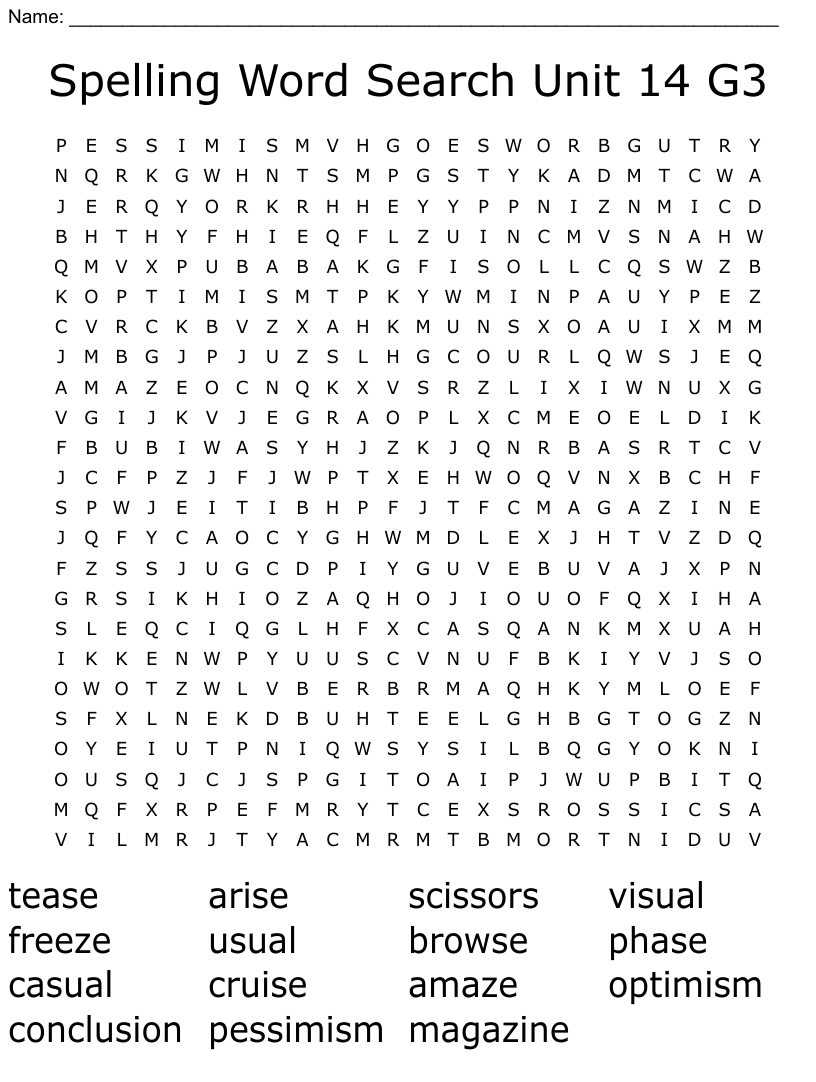 Name: ______________________________________________________________________
Spelling Word Search Unit 14 G3
P E S S I M I S M V H G O E S W O R B G U T R Y
N Q R K G W H N T S M P G S T Y K A D M T C W A
J E R Q Y O R K R H H E Y Y P P N I Z N M I C D
B H T H Y F H I E Q F L Z U I N C M V S N A H W
Q M V X P U B A B A K G F I S O L L C Q S W Z B
K O P T I M I S M T P K Y W M I N P A U Y P E Z
C V R C K B V Z X A H K M U N S X O A U I X M M
J M B G J P J U Z S L H G C O U R L Q W S J E Q
A M A Z E O C N Q K X V S R Z L I X I W N U X G
V G I J K V J E G R A O P L X C M E O E L D I K
F B U B I W A S Y H J Z K J Q N R B A S R T C V
J C F P Z J F J W P T X E H W O Q V N X B C H F
S P W J E I T I B H P F J T F C M A G A Z I N E
J Q F Y C A O C Y G H W M D L E X J H T V Z D Q
F Z S S J U G C D P I Y G U V E B U V A J X P N
G R S I K H I O Z A Q H O J I O U O F Q X I H A
S L E Q C I Q G L H F X C A S Q A N K M X U A H
I K K E N W P Y U U S C V N U F B K I Y V J S O
O W O T Z W L V B E R B R M A Q H K Y M L O E F
S F X L N E K D B U H T E E L G H B G T O G Z N
O Y E I U T P N I Q W S Y S I L B Q G Y O K N I
O U S Q J C J S P G I T O A I P J W U P B I T Q
M Q F X R P E F M R Y T C E X S R O S S I C S A
V I L M R J T Y A C M R M T B M O R T N I D U V
tease arise scissors visual
freeze usual browse phase
casual cruise amaze optimism
conclusion pessimism magazine